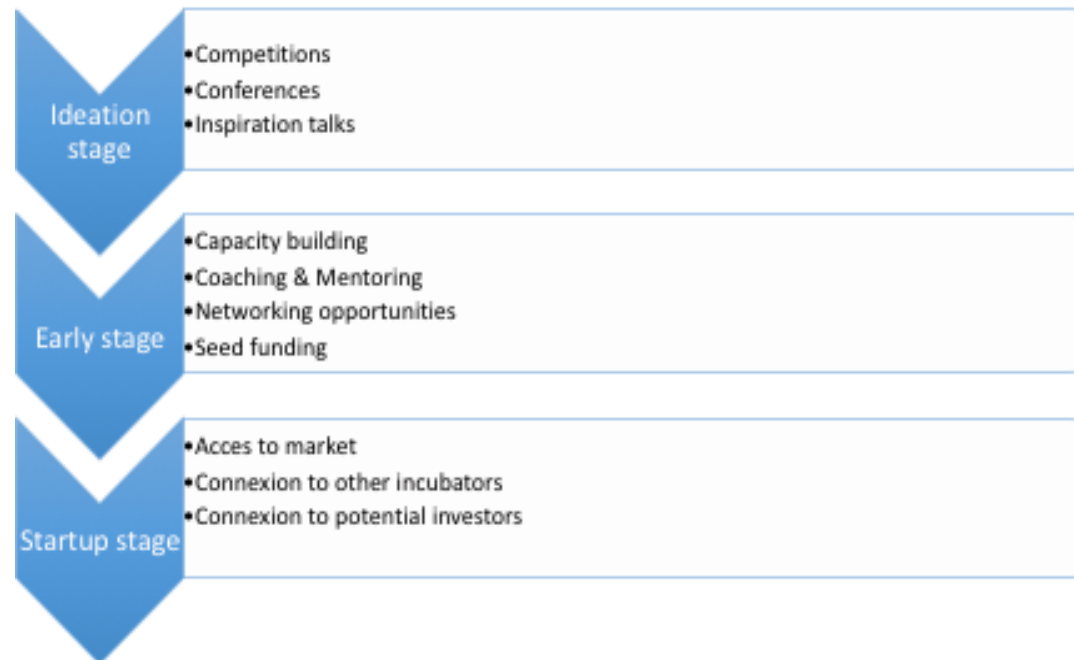 Ideation
stage
•Competitions
•Conferences
•Inspiration talks
Early stage
•Capacity building
•Coaching & Mentoring
•Networking opportunities
•Seed funding
Startup stage
•Acces to market
•Connexion to other incubators
•Connexion to potential investors